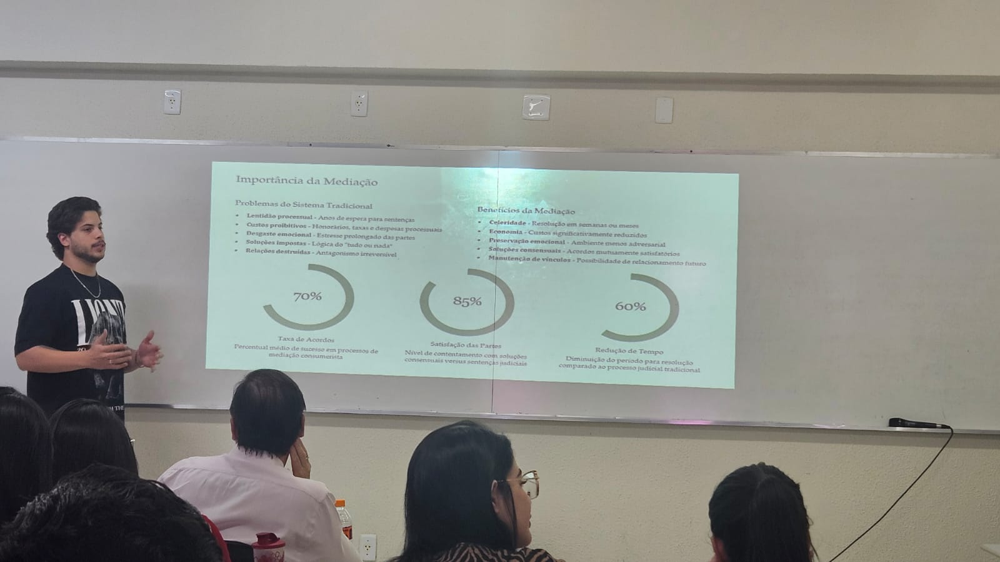 Importância da Mediação
Problemas do Sistema Tradicional
• Lentidão processual - Anos de espera para sentenças
• Custos proibitivos - Honorários, taxas e despesas processuais
• Desgaste emocional - Estresse prolongado das partes
• Soluções impostas - Lógica do "tudo ou nada"
• Relações destruídas - Antagonismo irreversível
Benefícios da Mediação
• Celeridade - Resolução em semanas ou meses
• Economia - Custos significativamente reduzidos
• Preservação emocional - Ambiente menos adversarial
• Soluções consensuais - Acordos mutuamente satisfatórios
• Manutenção de vínculos - Possibilidade de relacionamento futuro
70%
Taxa de Acordos
Percentual médio de sucesso em processos de
mediação consumerista
85%
Satisfação das Partes
Nível de contentamento com soluções
consensuais versus sentenças judiciais
60%
Redução de Tempo
Diminuição do período para resolução
comparado ao processo judicial tradicional